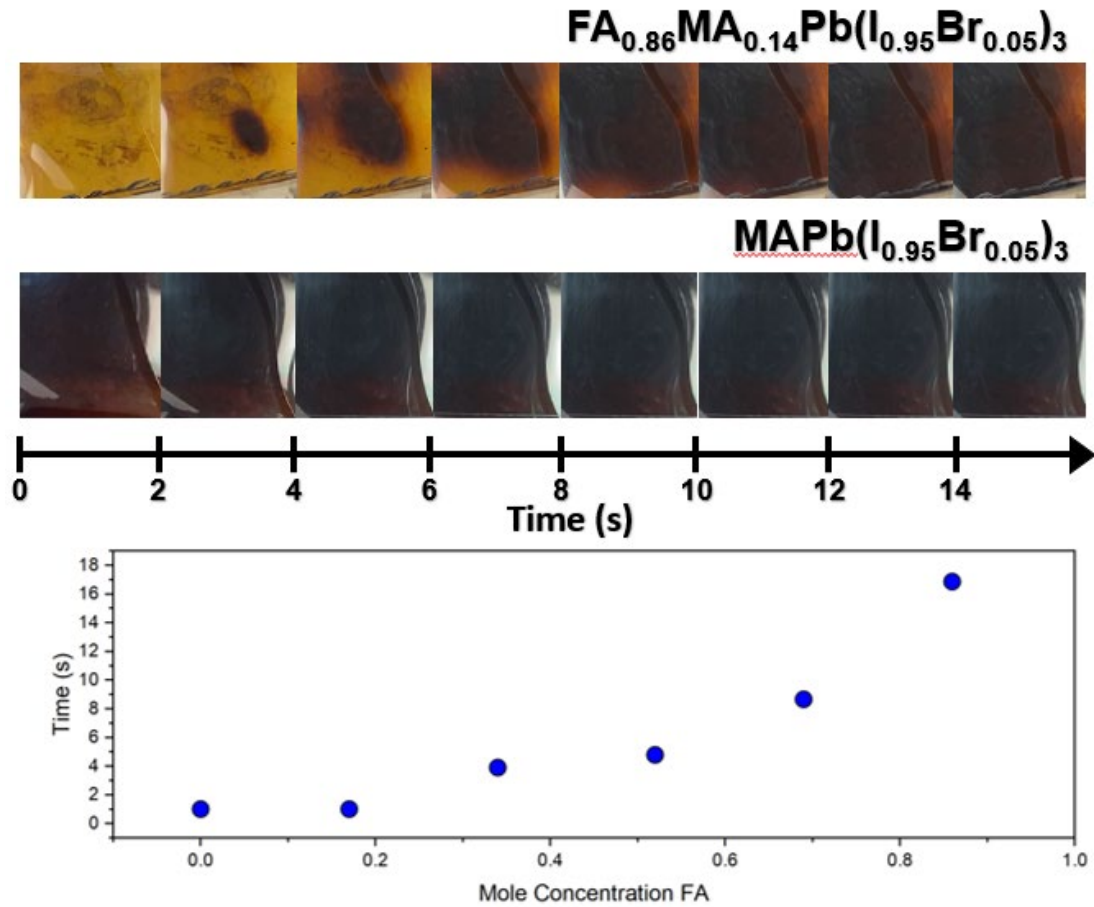 FA0.86MA0.14Pb(I0.95Br0.05)3
MAPb(I0.95Br0.05)3
0 2 4 6 8 10 12 14
Time (s)
18
16
14
12
10
8
6
4
2
0
Time (s)
0.0 0.2 0.4 0.6 0.8 1.0
Mole Concentration FA